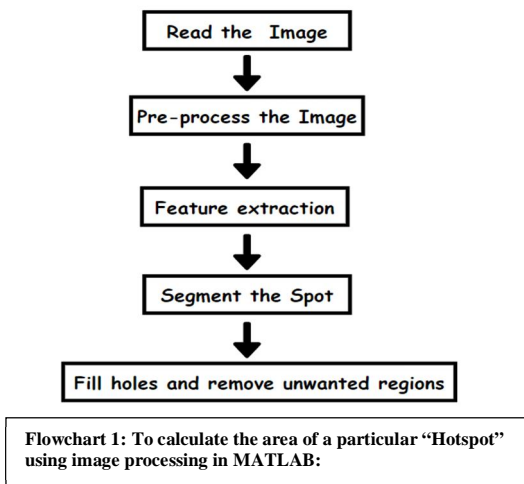 Read the Image
Pre-process the Image
Feature extraction
Segment the Spot
Fill holes and remove unwanted regions
Flowchart 1: To calculate the area of a particular “Hotspot”
using image processing in MATLAB: